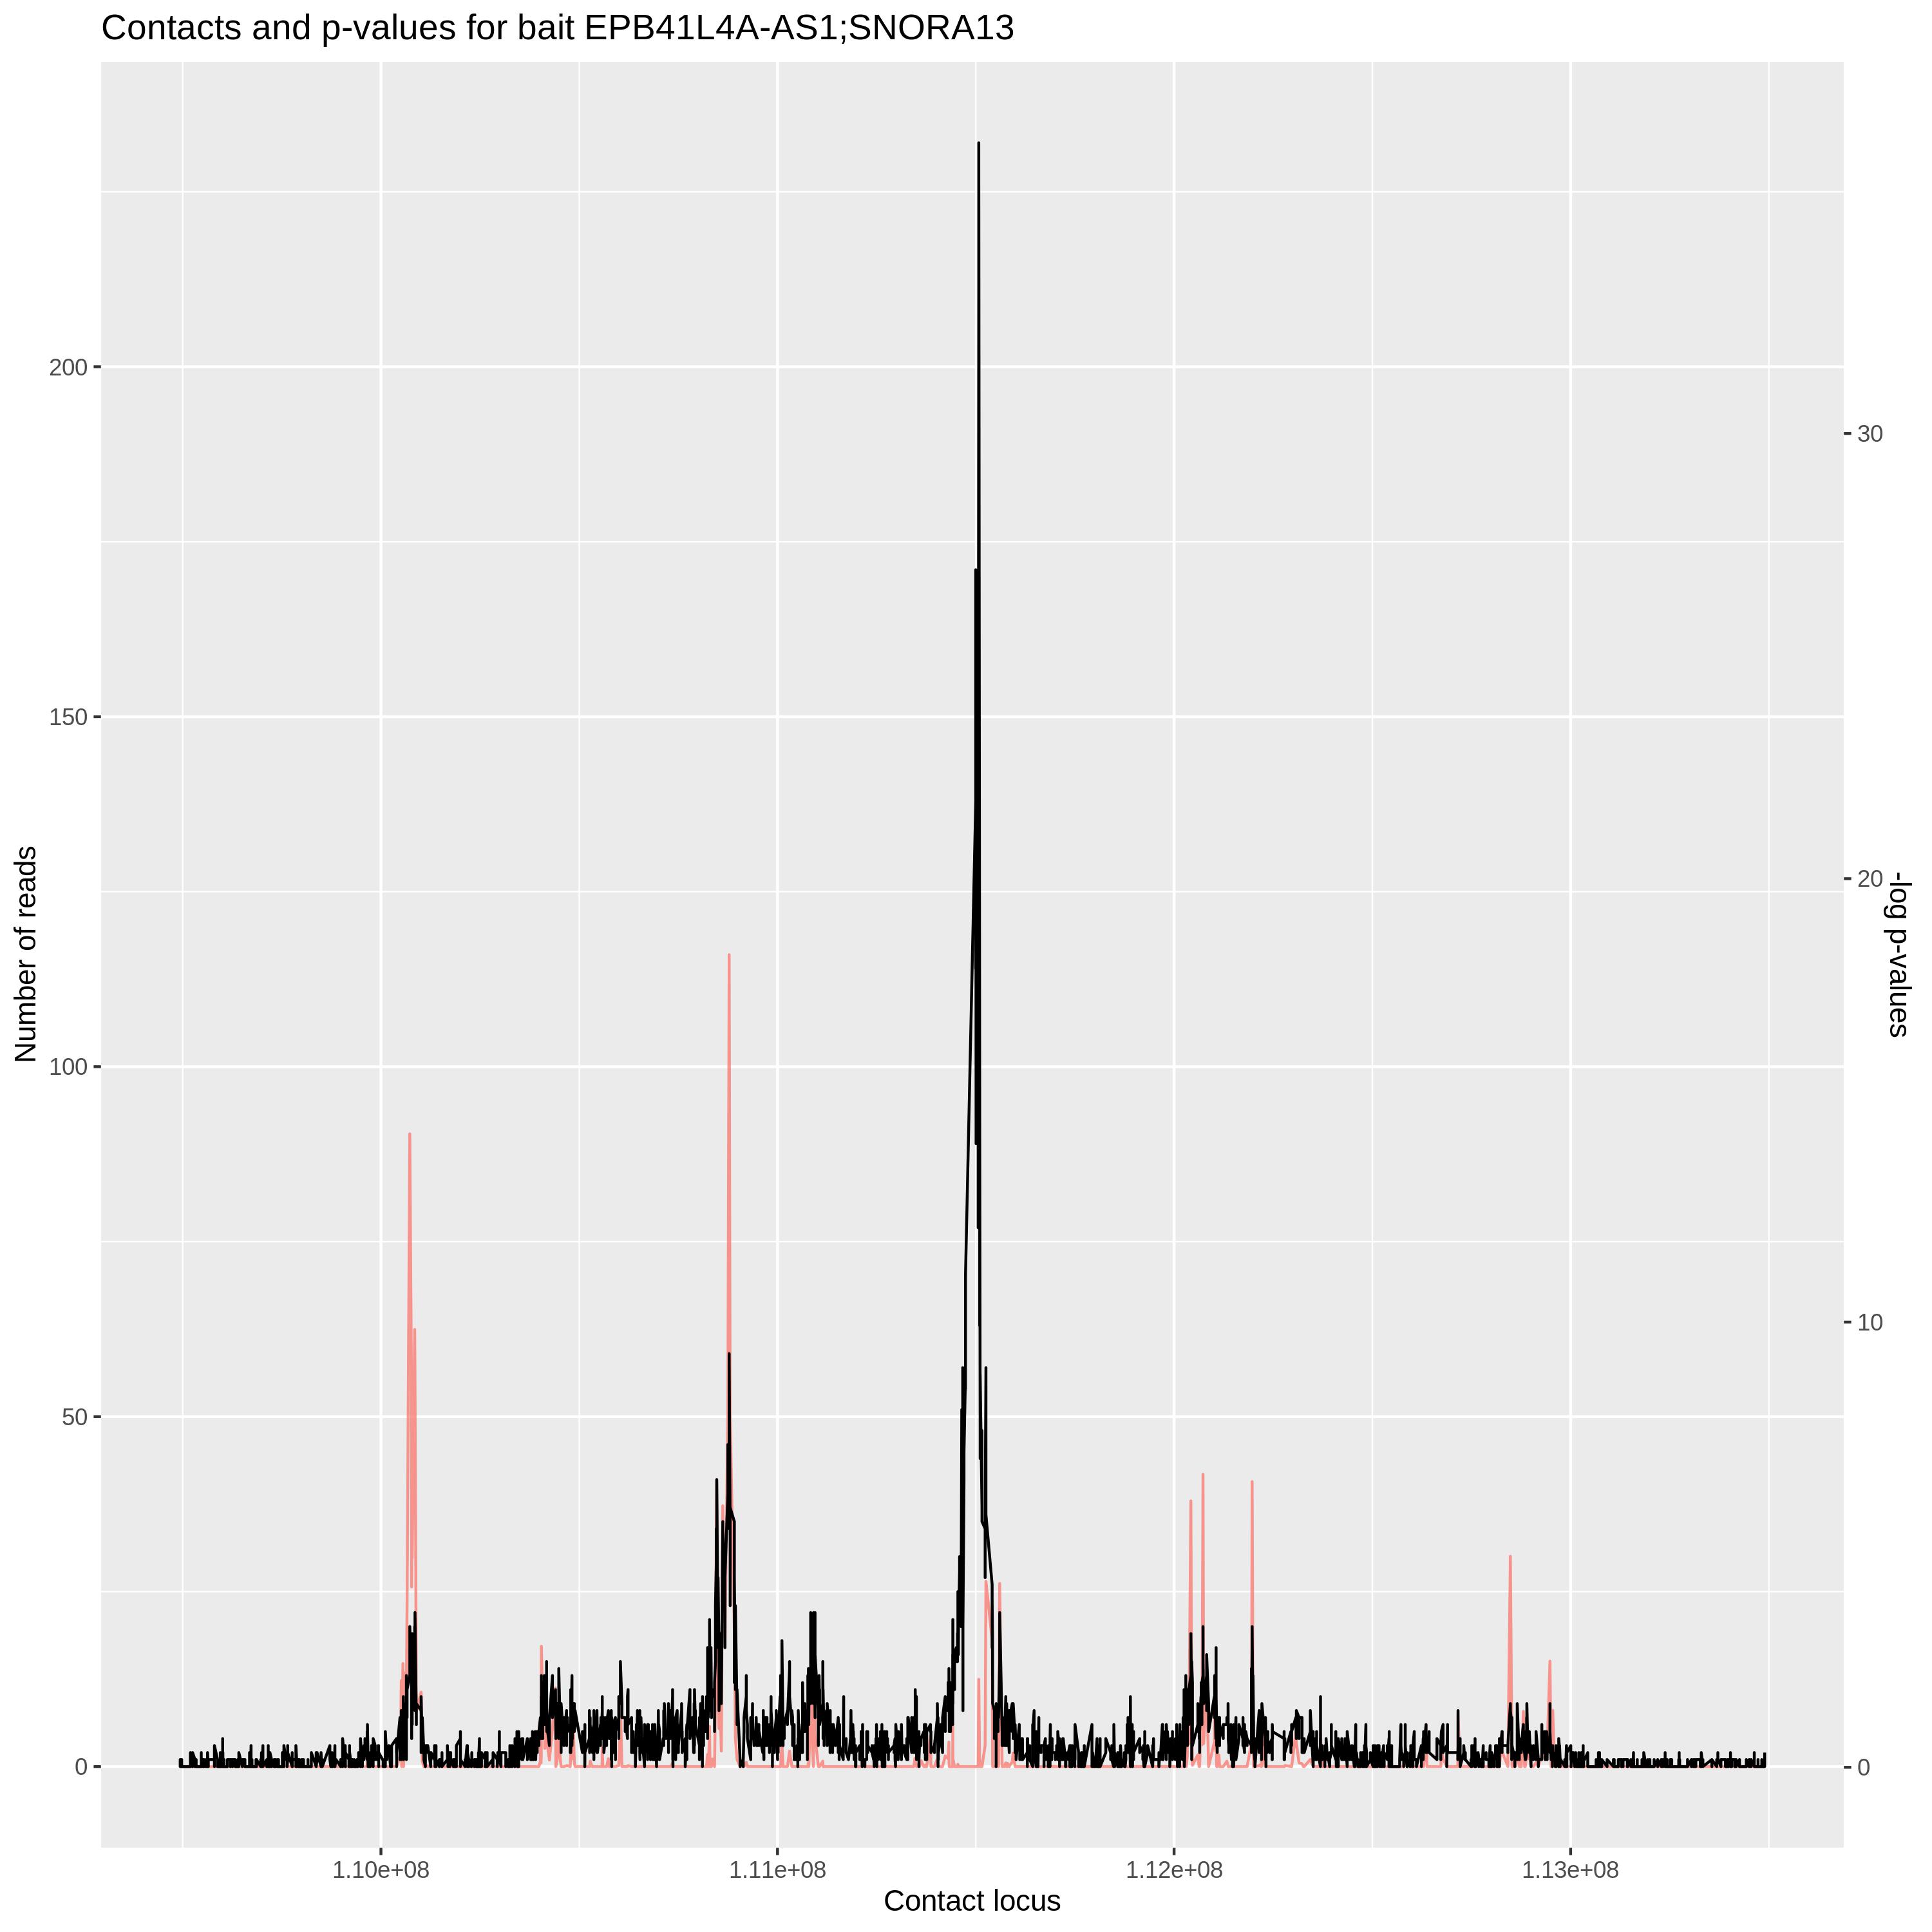 Contacts and p-values for bait EPB41L4A-AS1;SNORA13
200
150
100
50
0
Number of reads
30
20
10
0
-log p-values
1.10e+08
1.11e+08
1.12e+08
1.13e+08
Contact locus